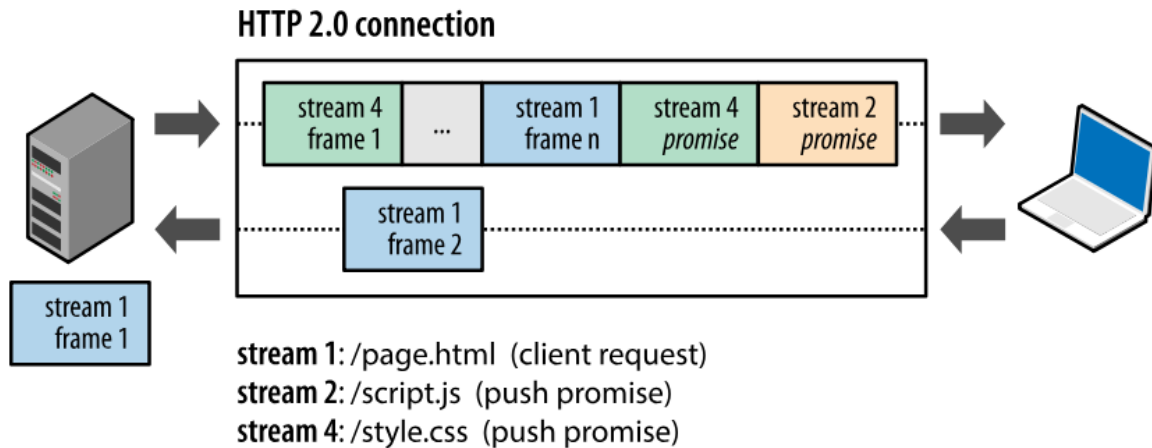 HTTP 2.0 connection
stream 4
frame 1
...
stream 1
frame n
stream 4
promise
stream 2
promise
stream 1
frame 2
stream 1
frame 1
stream 1: /page.html (client request)
stream 2: /script.js (push promise)
stream 4: /style.css (push promise)